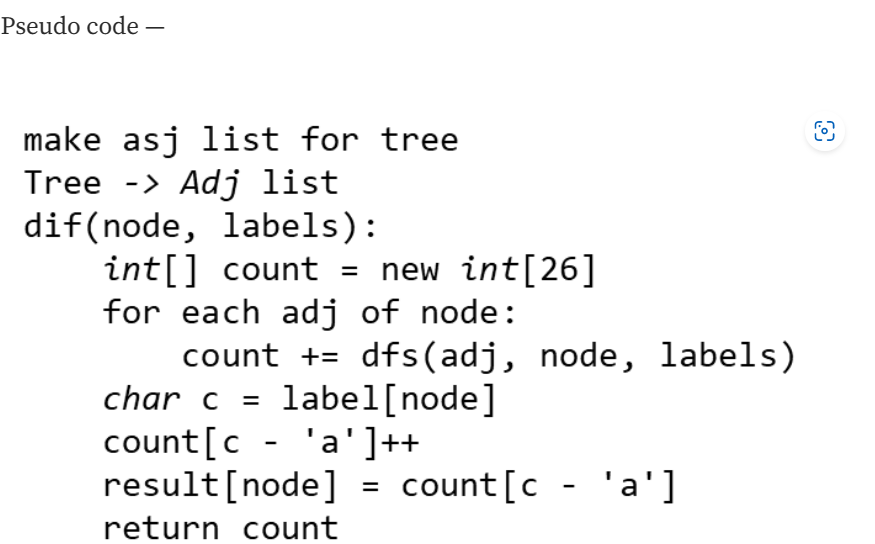 Pseudo code —
make asj list for tree
Tree -> Adj list
dif(node, labels):
    int[] count = new int[26]
    for each adj of node:
        count += dfs(adj, node, labels)
    char c = label[node]
    count[c - 'a']++
    result[node] = count[c - 'a']
    return count